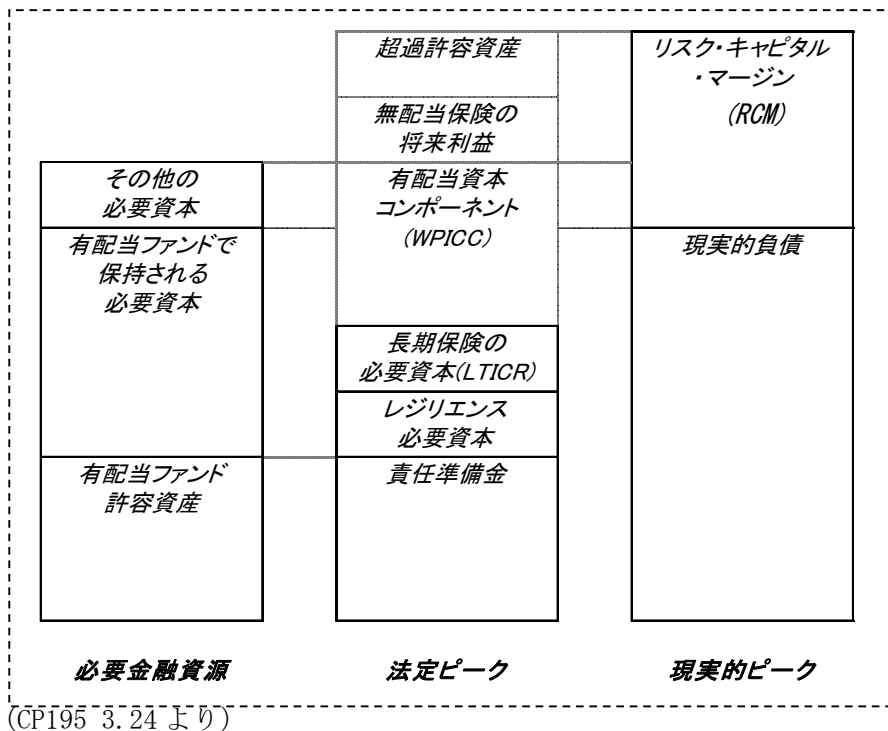 その他の
必要資本
有配当ファンドで
保持される
必要資本
有配当ファンド
許容資産
必要金融資源
超過許容資産
無配当保険の
将来利益
有配当資本
コンポーネント
(WPICC)
長期保険の
必要資本(LTICR)
レジリエンス
必要資本
責任準備金
法定ピーク
リスク・キャピタル
・マージン
(RCM)
現実的負債
現実的ピーク
(CP195 3.24 より)